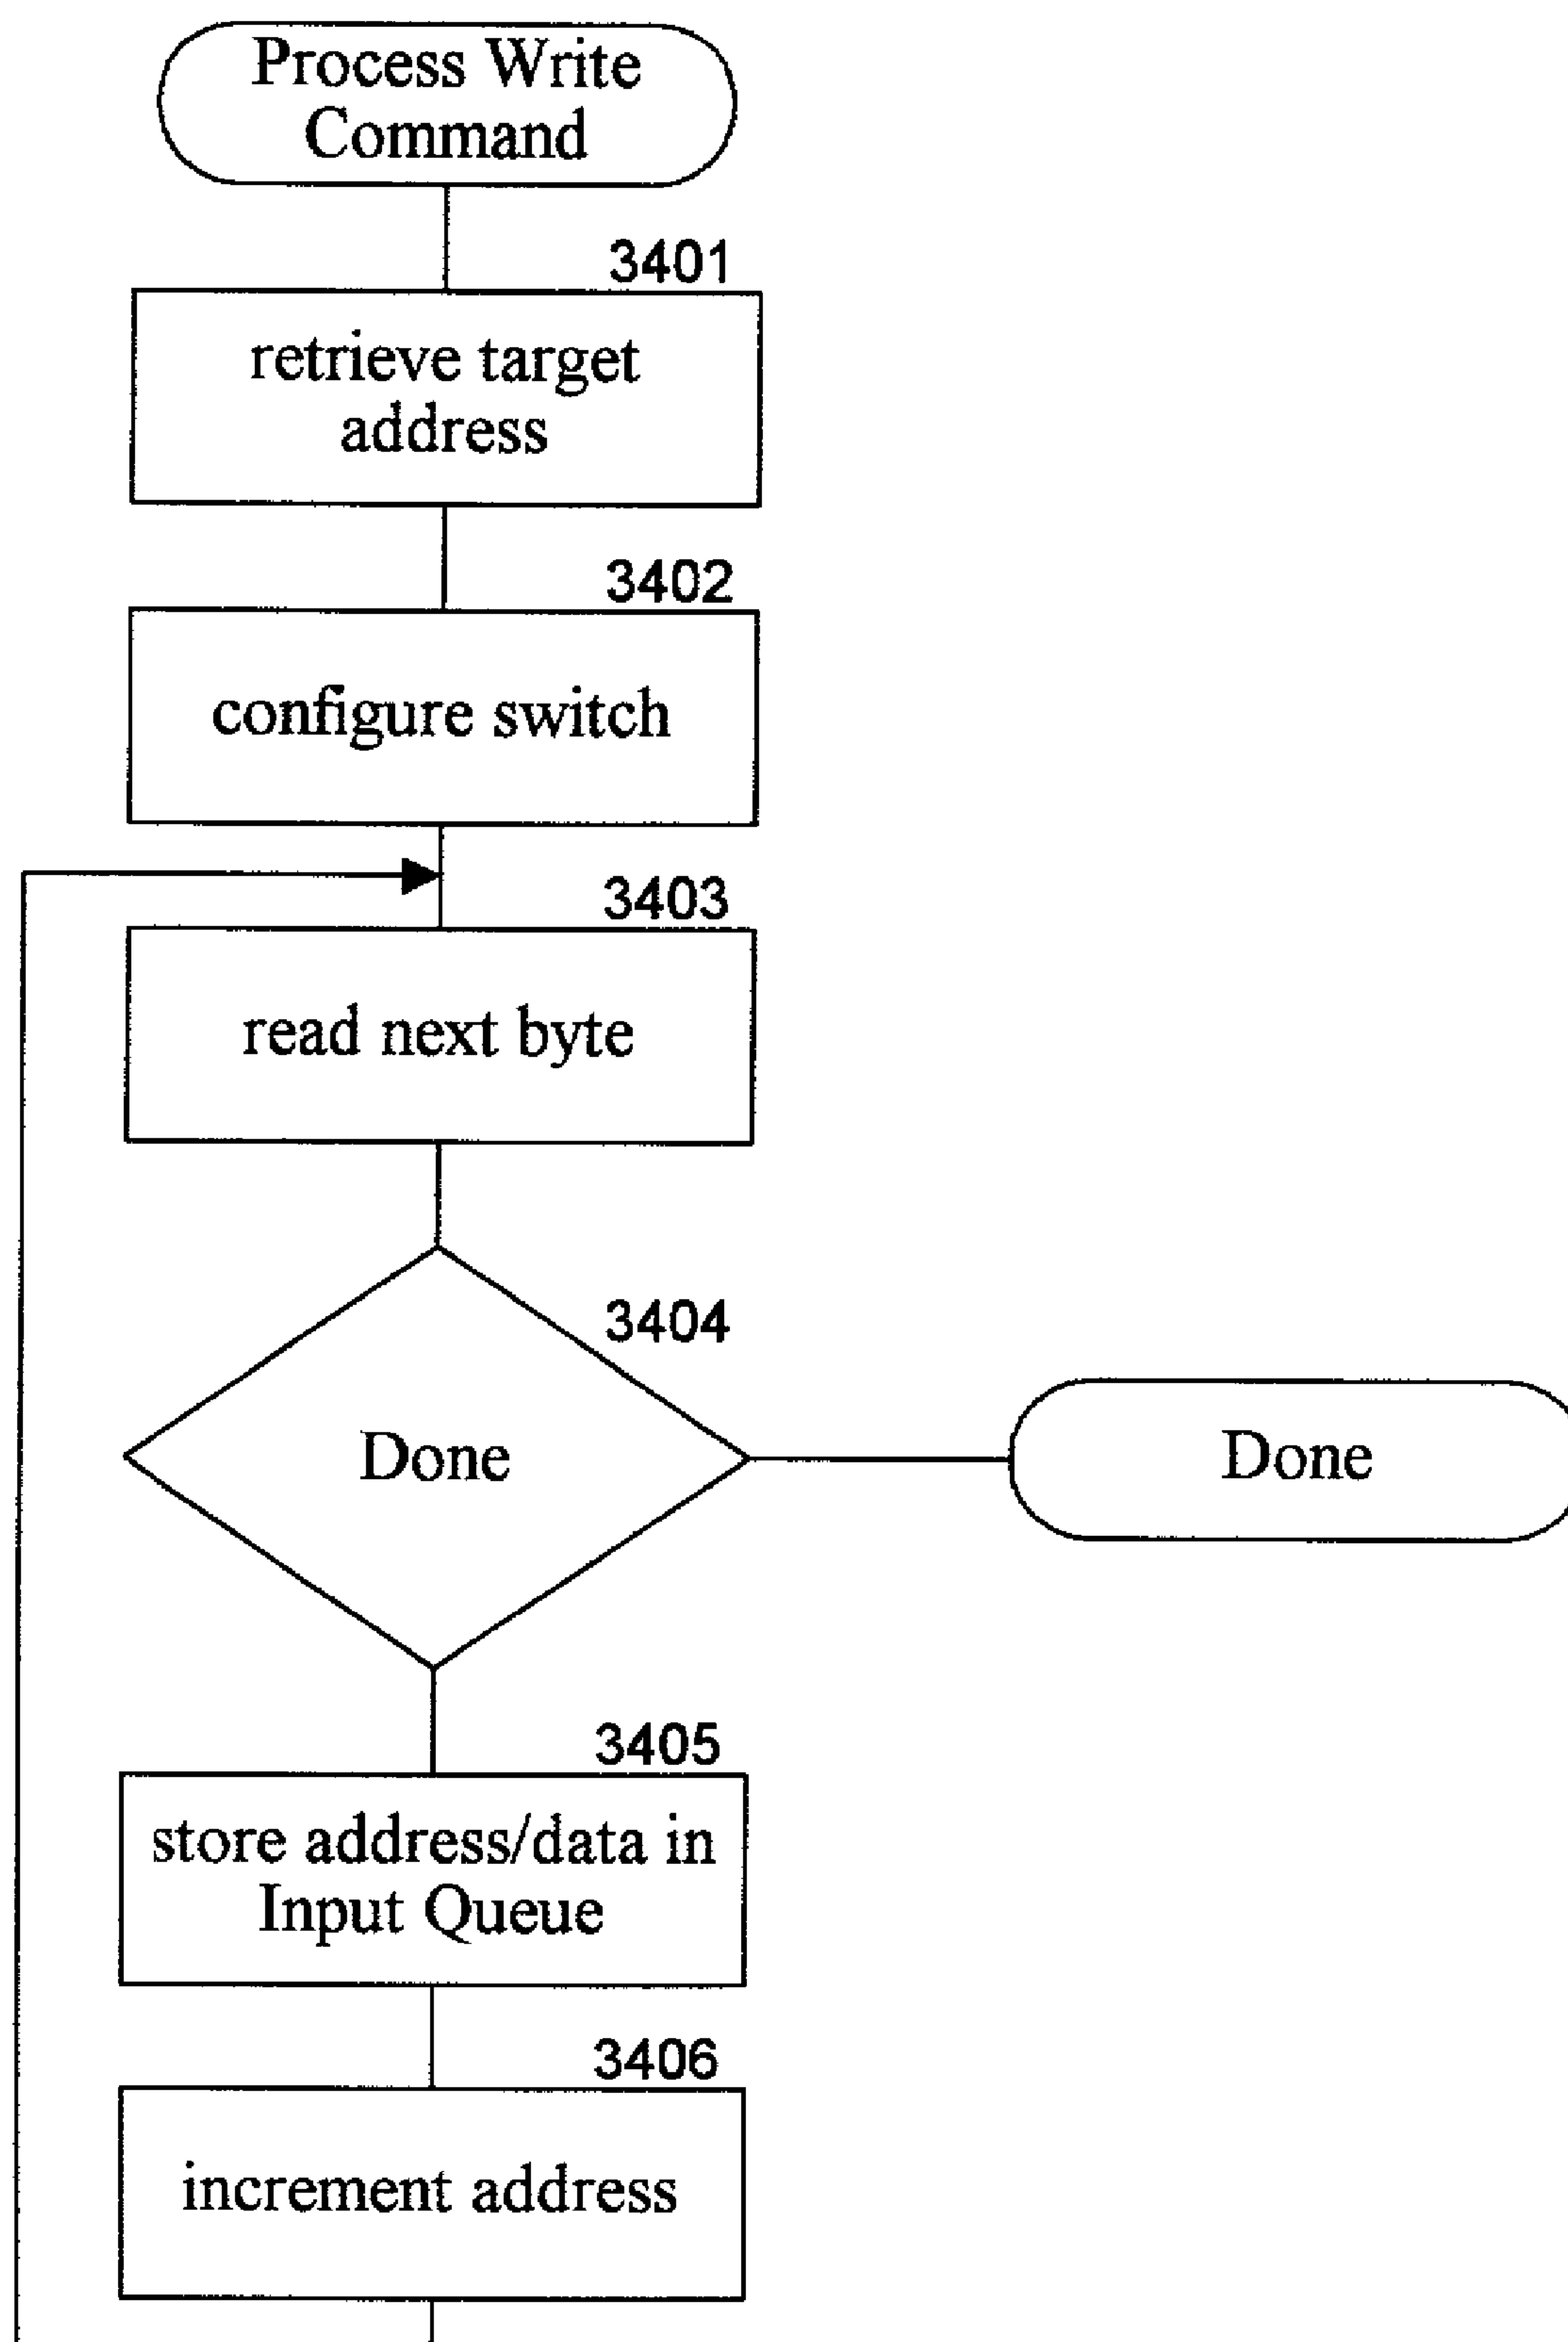 Process Write
Command
3401
retrieve target
address
3402
configure switch
3403
read next byte
3404
Done
Done
3405
store address/data in
Input Queue
3406
increment address